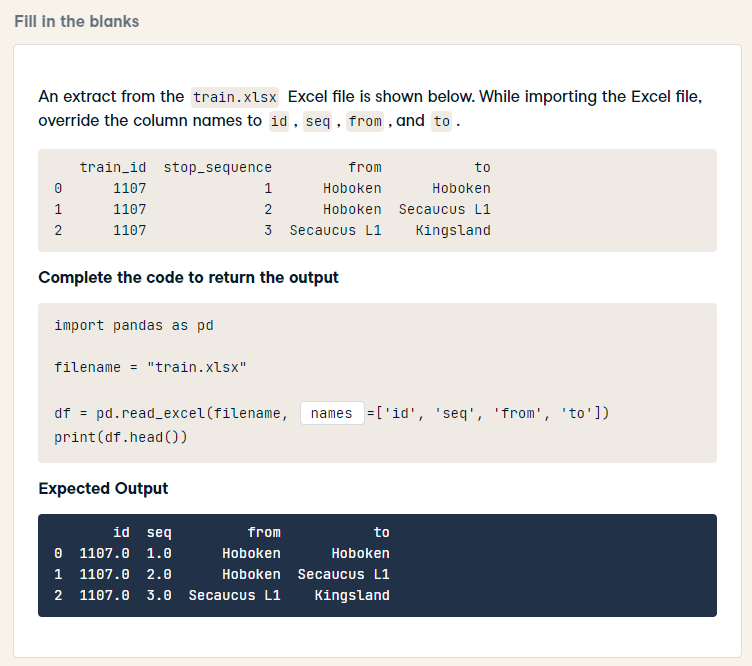 Fill in the blanks
An extract from the train.xlsx Excel file is shown below. While importing the Excel file,
override the column names to id , seq , from , and to .
train_id stop_sequence from to
0 1107 1 Hoboken Hoboken
1 1107 2 Hoboken Secaucus L1
2 1107 3 Secaucus L1 Kingsland
Complete the code to return the output
import pandas as pd
filename = "train.xlsx"
df = pd.read_excel(filename, names =['id', 'seq', 'from', 'to'])
print(df.head())
Expected Output
id seq from to
0 1107.0 1.0 Hoboken Hoboken
1 1107.0 2.0 Hoboken Secaucus L1
2 1107.0 3.0 Secaucus L1 Kingsland